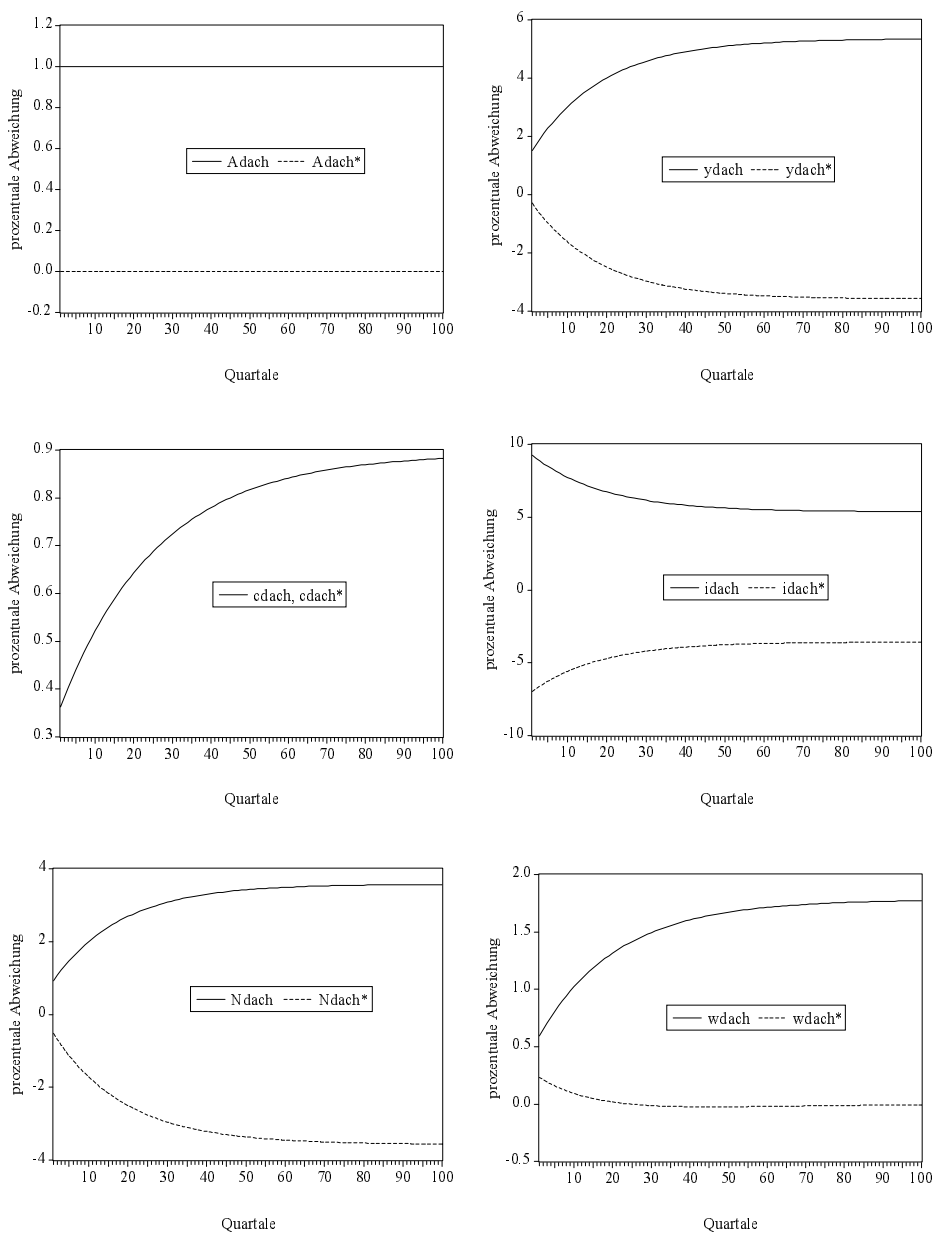 prozentuale Abweichung
1.2
1.0
0.8
0.6
0.4
0.2
0.0
-0.2
Adach Adach*
10 20 30 40 50 60 70 80 90 100
Quartale
prozentuale Abweichung
6
4
2
0
-2
-4
ydach ydach*
10 20 30 40 50 60 70 80 90 100
Quartale
prozentuale Abweichung
0.9
0.8
0.7
0.6
0.5
0.4
0.3
cdach, cdach*
10 20 30 40 50 60 70 80 90 100
Quartale
prozentuale Abweichung
10
5
0
-5
-10
idach idach*
10 20 30 40 50 60 70 80 90 100
Quartale
prozentuale Abweichung
4
2
0
-2
-4
Ndach Ndach*
10 20 30 40 50 60 70 80 90 100
Quartale
prozentuale Abweichung
2.0
1.5
1.0
0.5
0.0
-0.5
wdach wdach*
10 20 30 40 50 60 70 80 90 100
Quartale